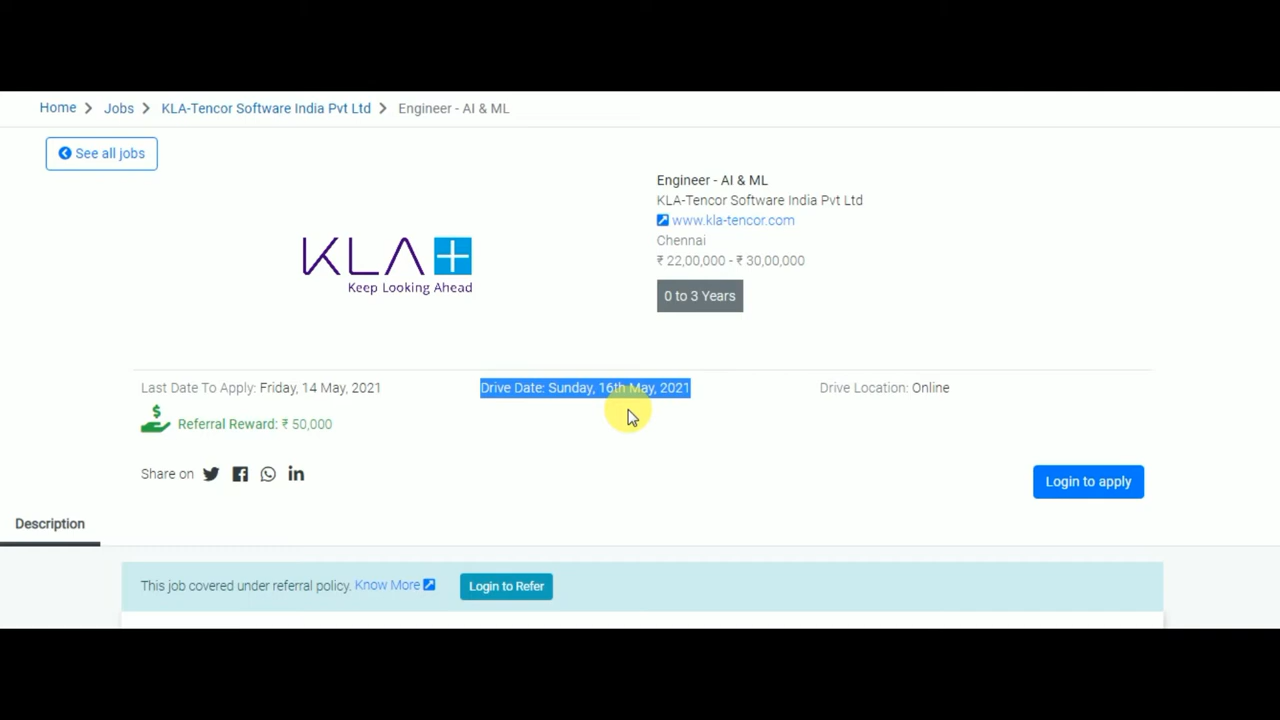 Home > Jobs > KLA-Tencor Software India Pvt Ltd > Engineer - AI & ML
See all jobs
Engineer - AI & ML
KLA-Tencor Software India Pvt Ltd
www.kla-tencor.com
Chennai
₹ 22,00,000 - ₹ 30,00,000
0 to 3 Years
KLA+
Keep Looking Ahead
Last Date To Apply: Friday, 14 May, 2021
Drive Date: Sunday, 16th May, 2021
Drive Location: Online
Referral Reward: ₹ 50,000
Share on
Login to apply
Description
This job covered under referral policy. Know More
Login to Refer